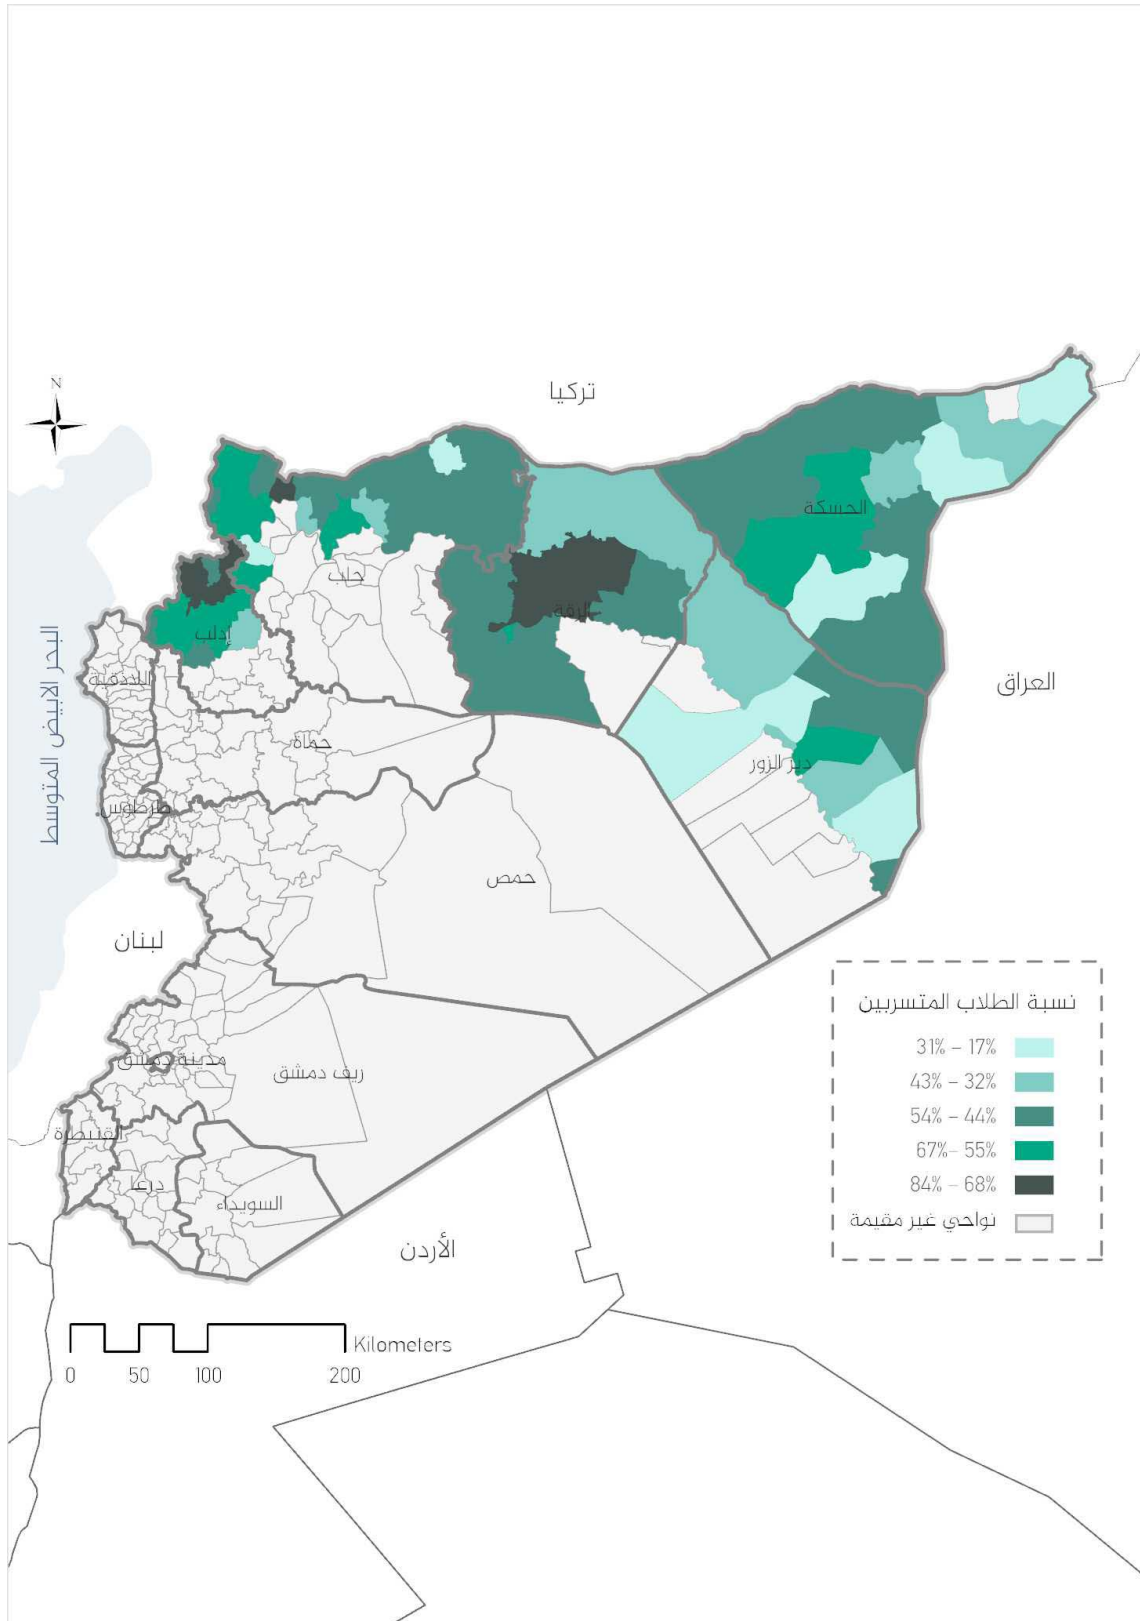 N
تركيا
الحسكة
حلب
الرقة
إدلب
البحر الابيض المتوسط
اللاذقية
العراق
حماة
دير الزور
طرطوس
حمص
لبنان
مدينة دمشق
ريف دمشق
القنيطرة
درعا
السويداء
الأردن
نسبة الطلاب المتسربين
31% – 17%
43% – 32%
54% – 44%
67% – 55%
84% – 68%
نواحي غير مقيمة
Kilometers
0 50 100 200